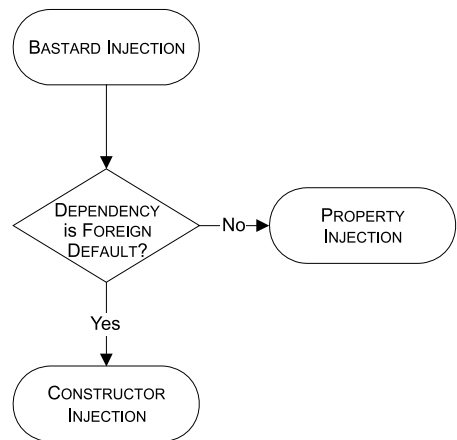 BASTARD INJECTION
DEPENDENCY
is FOREIGN
DEFAULT?
No
PROPERTY
INJECTION
Yes
CONSTRUCTOR
INJECTION